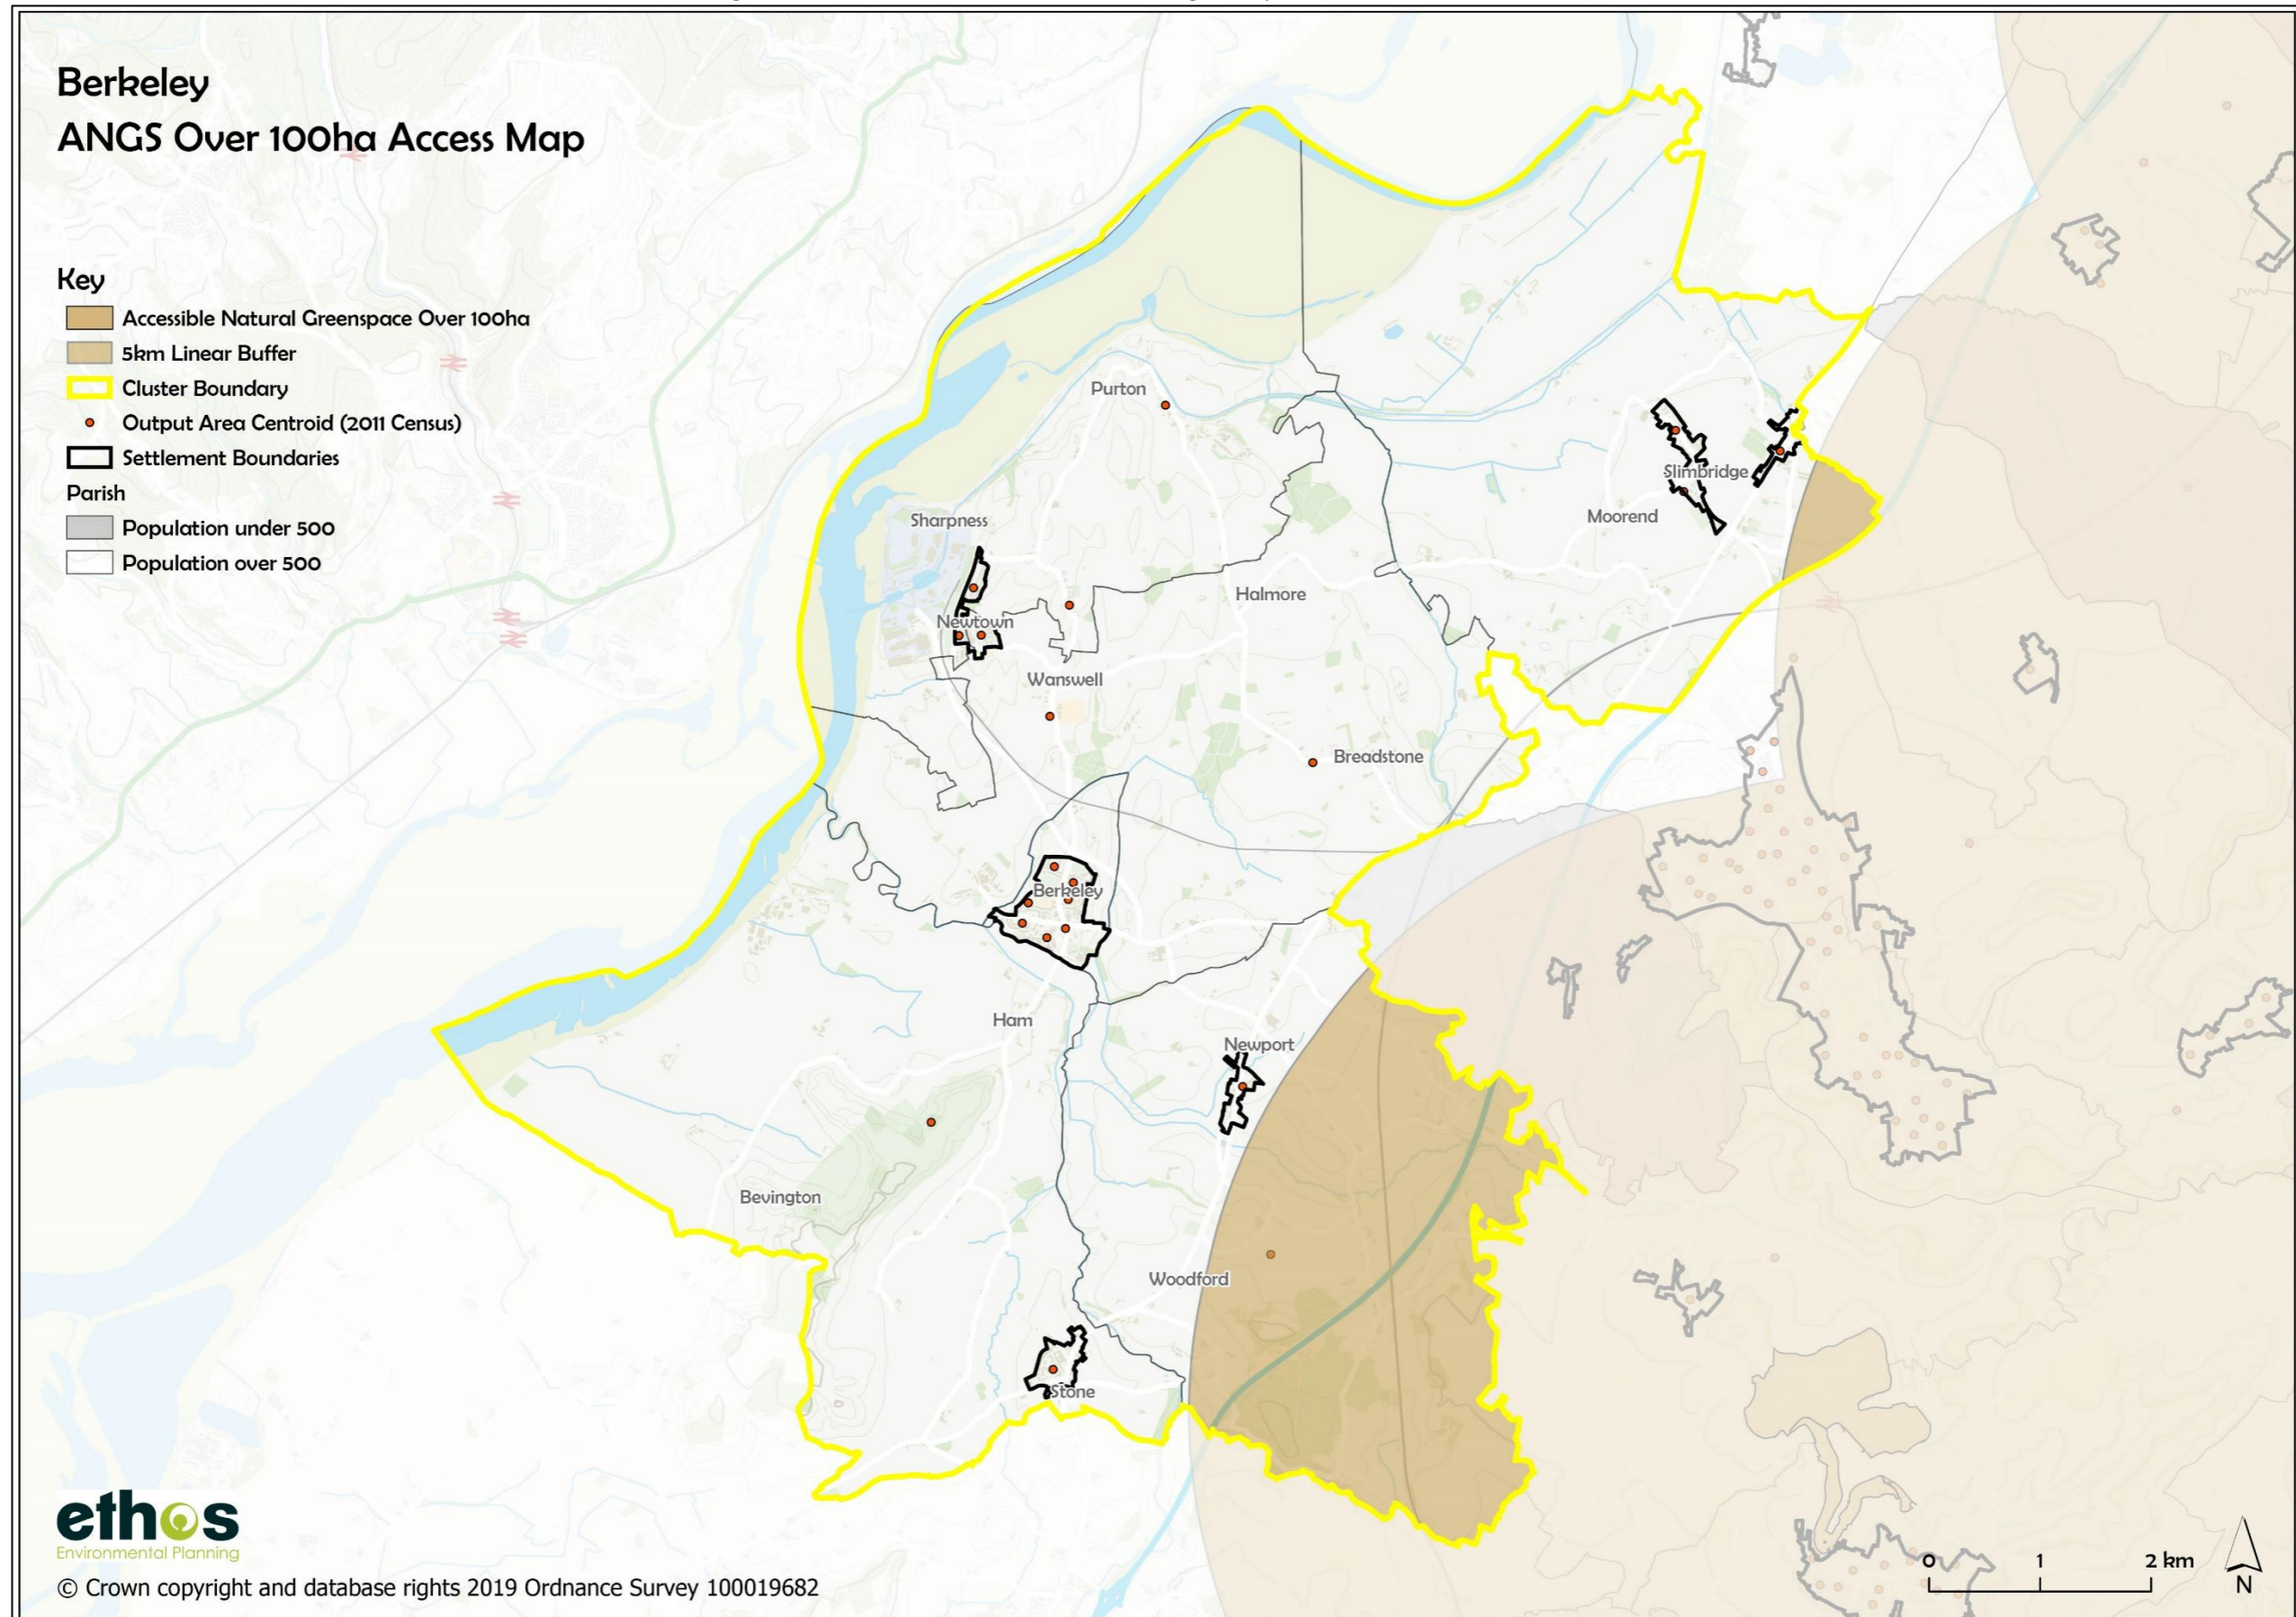 Berkeley
ANGS Over 100ha Access Map
Key
Accessible Natural Greenspace Over 100ha
5km Linear Buffer
Cluster Boundary
Output Area Centroid (2011 Census)
Settlement Boundaries
Parish
Population under 500
Population over 500
Purton
Slimbridge
Moorend
Sharpness
Halmore
Newtown
Wanswell
Breadstone
Berkeley
Ham
Newport
Bevington
Woodford
Stone
ethos
Environmental Planning
0 1 2 km
N
© Crown copyright and database rights 2019 Ordnance Survey 100019682